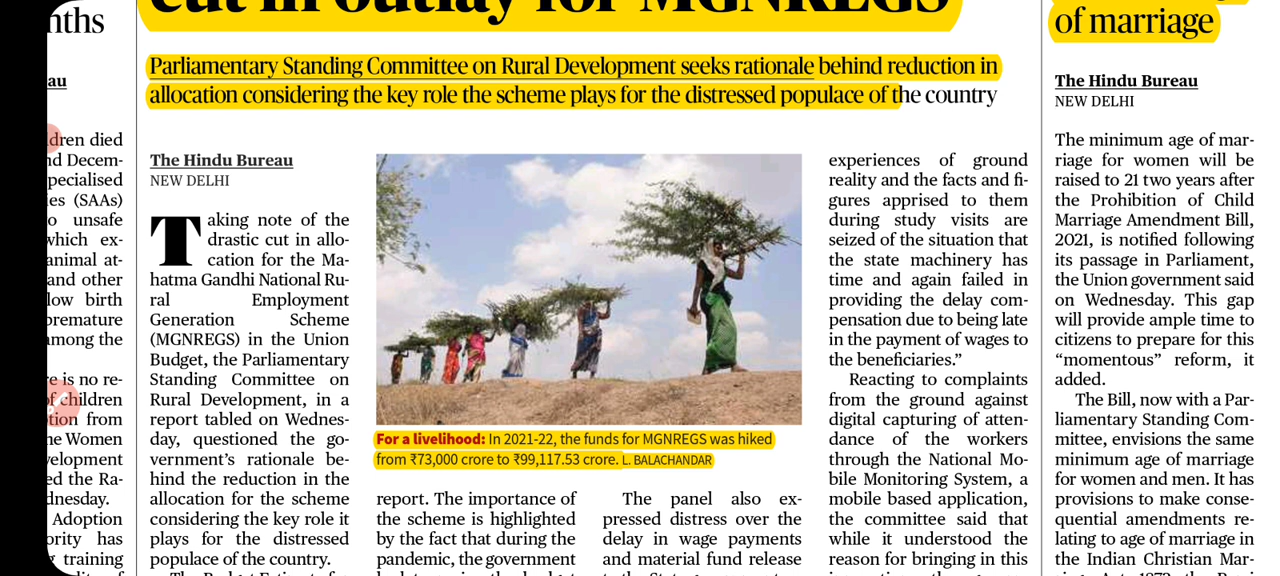 nths
au
dren died
nd Decem-
pecialised
ies (SAAs)
o unsafe
which ex-
animal at-
and other
low birth
premature
among the
re is no re-
of children
ption from
ne Women
velopment
ed the Ra-
dnesday.
Adoption
ority has
training
cut in outlay for MGNREGS
Parliamentary Standing Committee on Rural Development seeks rationale behind reduction in
allocation considering the key role the scheme plays for the distressed populace of the country
The Hindu Bureau
NEW DELHI
Taking note of the
drastic cut in allo-
cation for the Ma-
hatma Gandhi National Ru-
ral Employment
Generation Scheme
(MGNREGS) in the Union
Budget, the Parliamentary
Standing Committee on
Rural Development, in a
report tabled on Wednes-
day, questioned the go-
vernment's rationale be-
hind the reduction in the
allocation for the scheme
considering the key role it
plays for the distressed
populace of the country.
For a livelihood: In 2021-22, the funds for MGNREGS was hiked
from ₹73,000 crore to ₹99,117.53 crore. L. BALACHANDAR
report. The importance of
the scheme is highlighted
by the fact that during the
pandemic, the government
The panel also ex-
pressed distress over the
delay in wage payments
and material fund release
experiences of ground
reality and the facts and fi-
gures apprised to them
during study visits are
seized of the situation that
the state machinery has
time and again failed in
providing the delay com-
pensation due to being late
in the payment of wages to
the beneficiaries."
Reacting to complaints
from the ground against
digital capturing of atten-
dance of the workers
through the National Mo-
bile Monitoring System, a
mobile based application,
the committee said that
while it understood the
reason for bringing in this
of marriage
The Hindu Bureau
NEW DELHI
The minimum age of mar-
riage for women will be
raised to 21 two years after
the Prohibition of Child
Marriage Amendment Bill,
2021, is notified following
its passage in Parliament,
the Union government said
on Wednesday. This gap
will provide ample time to
citizens to prepare for this
"momentous" reform, it
added.
The Bill, now with a Par-
liamentary Standing Com-
mittee, envisions the same
minimum age of marriage
for women and men. It has
provisions to make conse-
quential amendments re-
lating to age of marriage in
the Indian Christian Mar-